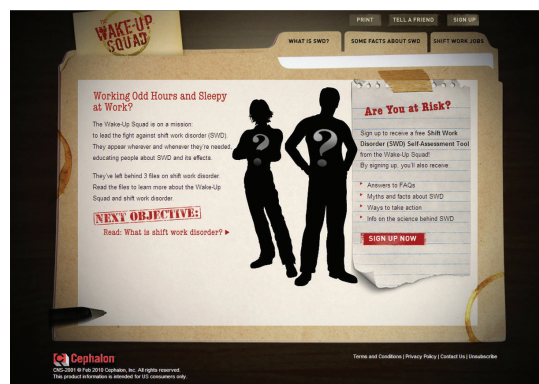 THE
WAKE-UP
SQUAD
PRINT
TELL A FRIEND
SIGN UP
WHAT IS SWD?
SOME FACTS ABOUT SWD
SHIFT WORK JOBS
Working Odd Hours and Sleepy
at Work?
The Wake-Up Squad is on a mission:
to lead the fight against shift work disorder (SWD).
They appear wherever and whenever they're needed,
educating people about SWD and its effects.
They've left behind 3 files on shift work disorder.
Read the files to learn more about the Wake-Up
Squad and shift work disorder.
NEXT OBJECTIVE:
Read: What is shift work disorder?
? ?
Are You at Risk?
Sign up to receive a free Shift Work
Disorder (SWD) Self-Assessment Tool
from the Wake-Up Squad!
By signing up, you'll also receive:
Answers to FAQs
Myths and facts about SWD
Ways to take action
Info on the science behind SWD
SIGN UP NOW
Cephalon
CNS-2001 © Feb 2010 Cephalon, Inc. All rights reserved.
This product information is intended for US consumers only.
Terms and Conditions | Privacy Policy | Contact Us | Unsubscribe